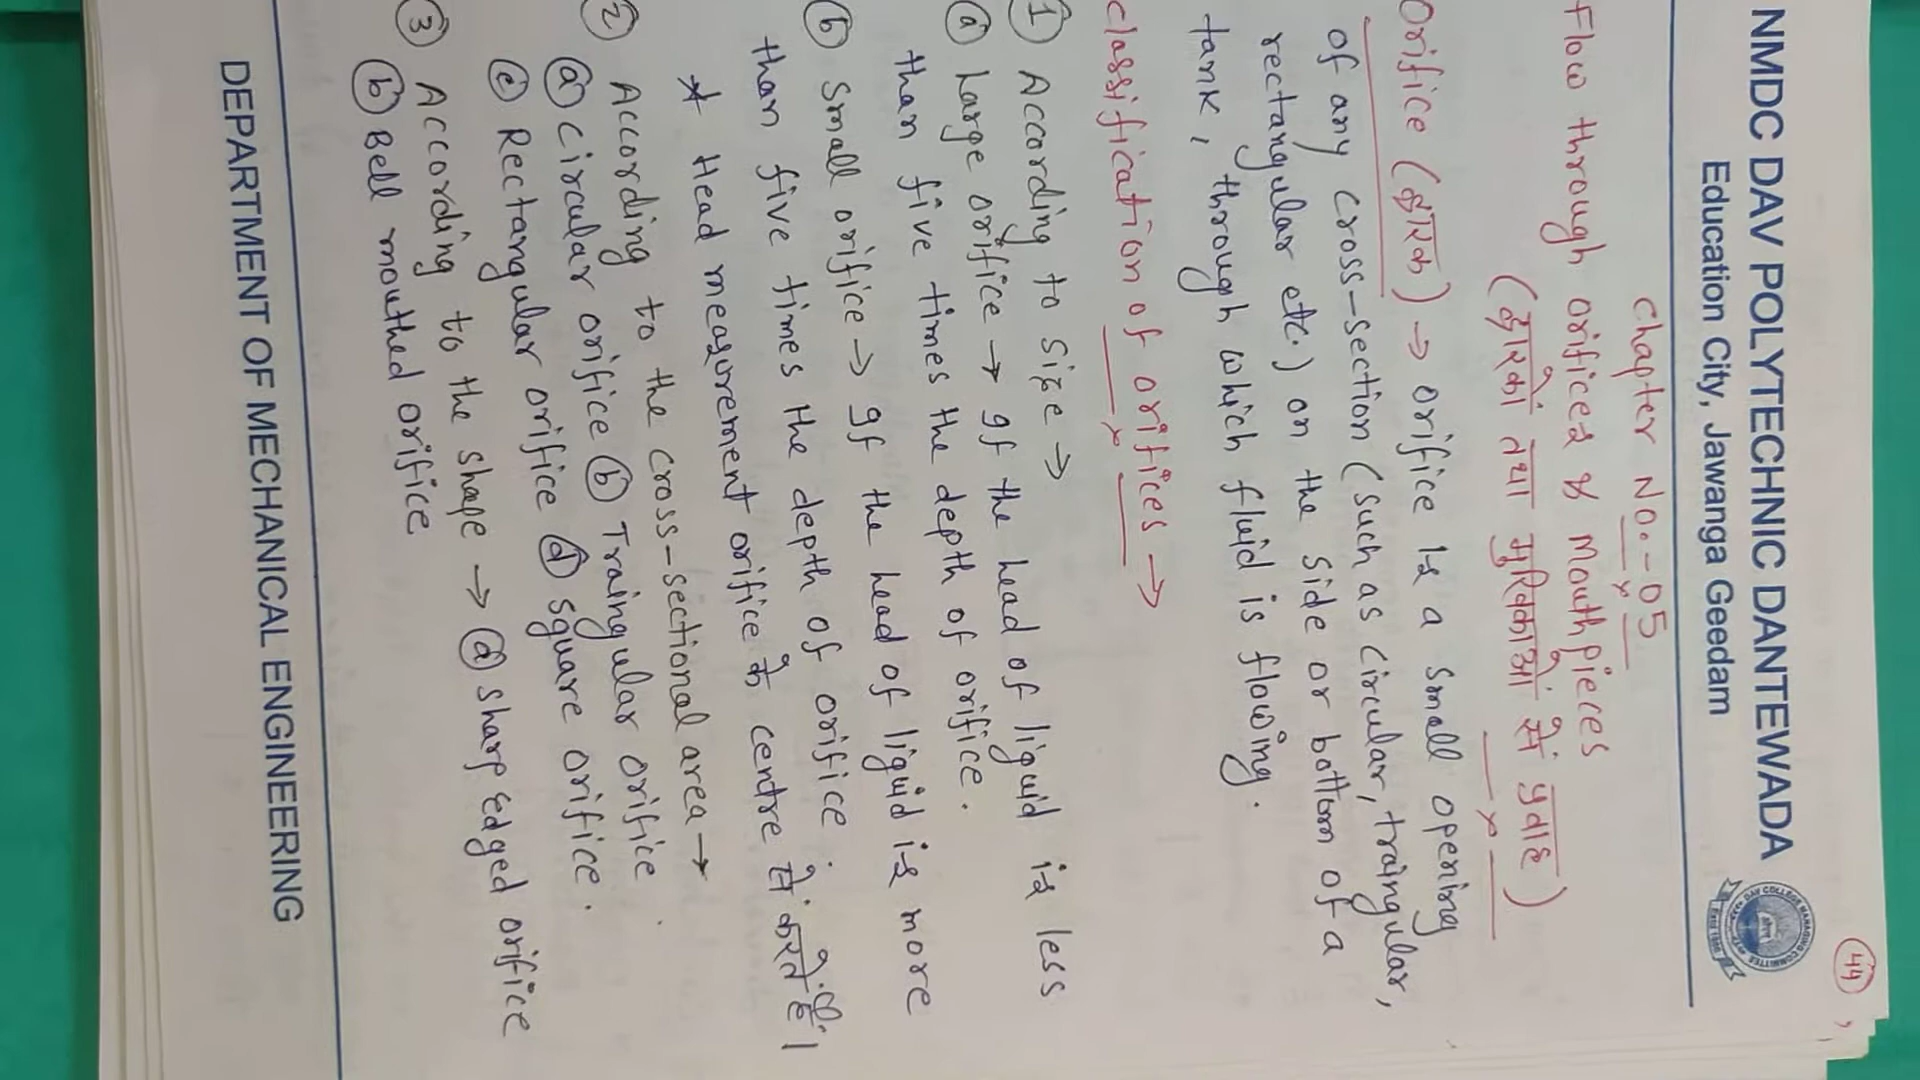 44
NMDC DAV POLYTECHNIC DANTEWADA
Education City, Jawanga Geedam
Chapter No.-05
Flow through orifices & Mouthpieces
(द्वारकों तथा मुखिकाओं से प्रवाह)
Orifice (द्वारक) → orifice is a small opening
of any cross-section (such as circular, traingular,
rectangular etc.) on the side or bottom of a
tank, through which fluid is flowing.
classification of orifices →
① According to size →
ⓐ Large orifice → If the head of liquid is less
than five times the depth of orifice.
ⓑ Small orifice → If the head of liquid is more
than five times the depth of orifice.
* Head measurement orifice के centre से करते हैं।
② According to the cross-sectional area →
ⓐ circular orifice ⓑ Traingular orifice
ⓒ Rectangular orifice ⓓ square orifice.
③ According to the shape → ⓐ sharp edged orifice
ⓑ Bell mouthed orifice
DEPARTMENT OF MECHANICAL ENGINEERING